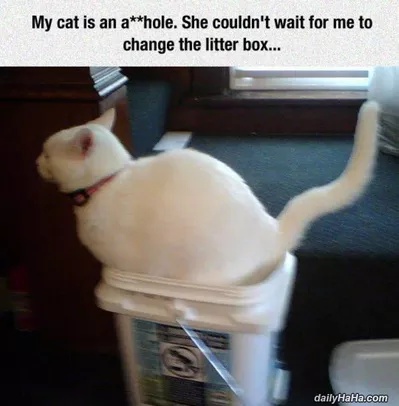 My cat is an a**hole. She couldn't wait for me to
change the litter box...
dailyHaHa.com